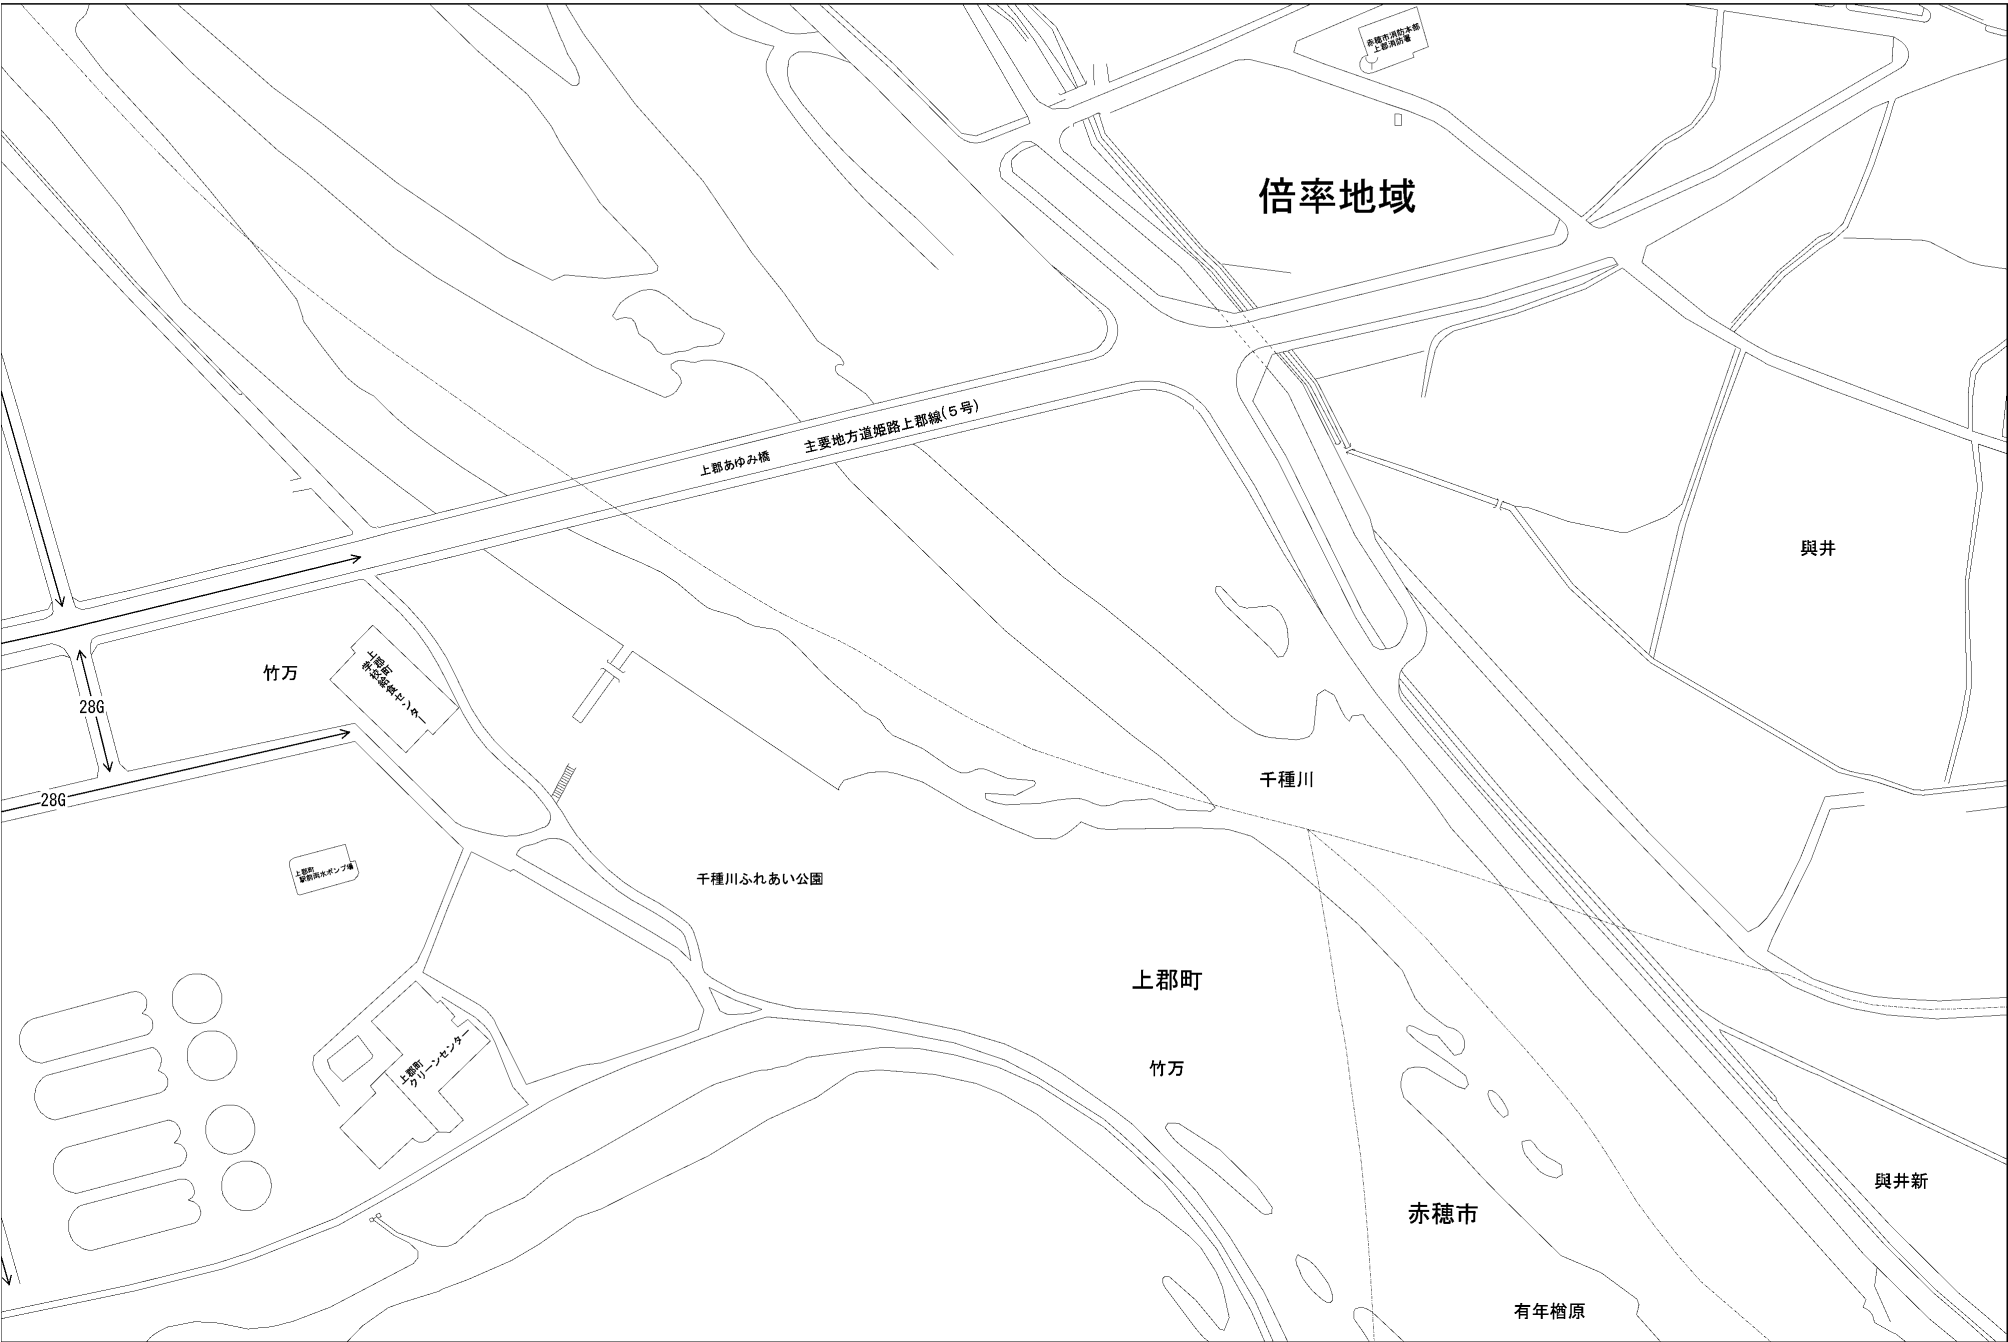 赤穂市消防本部
上郡消防署
倍率地域
主要地方道姫路上郡線(５号)
上郡あゆみ橋
與井
竹万
上郡町
学校給食センター
28G
千種川
28G
上郡町
駅前雨水ポンプ場
千種川ふれあい公園
上郡町
竹万
上郡町
クリーンセンター
與井新
赤穂市
有年楢原